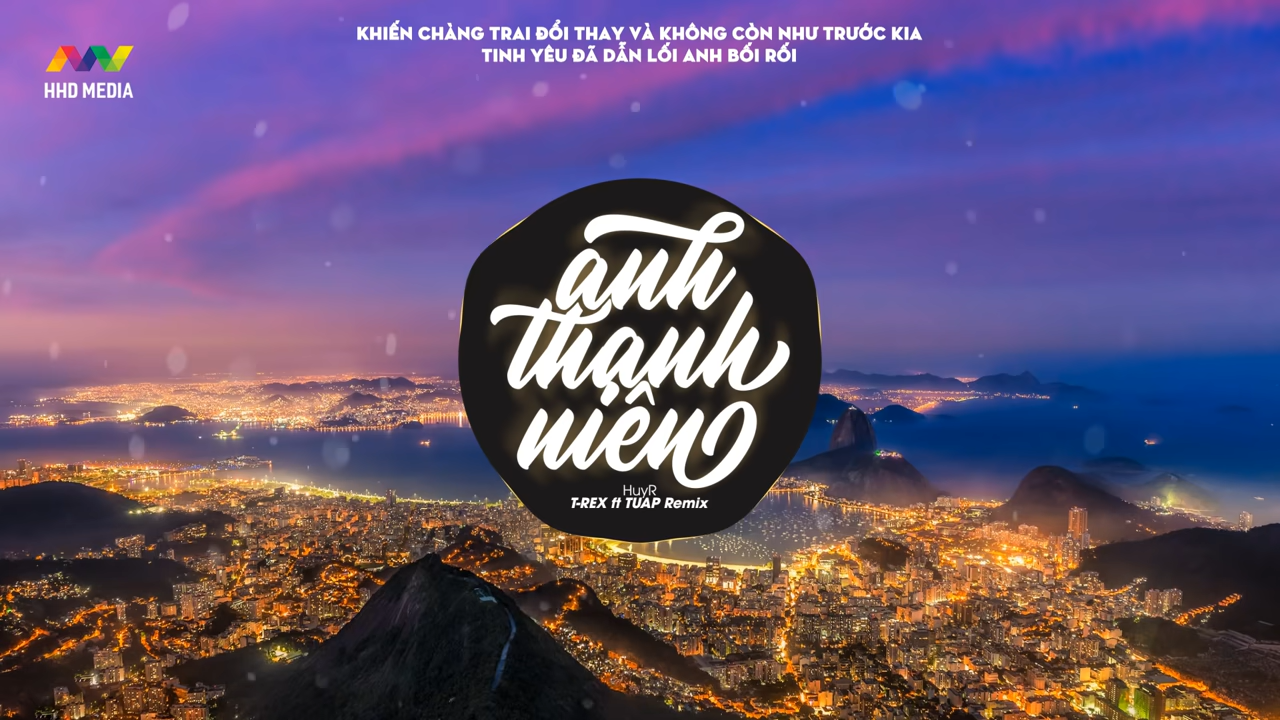 KHIẾN CHÀNG TRAI ĐỔI THAY VÀ KHÔNG CÒN NHƯ TRƯỚC KIA
TINH YÊU ĐÃ DẪN LỐI ANH BỐI RỐI
HHD MEDIA
anh
thanh
niên
HuyR
T-REX ft TUAP Remix